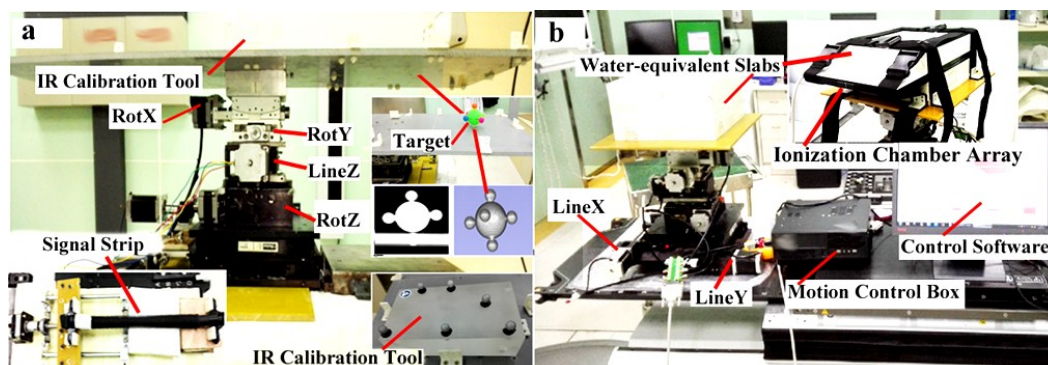 a
IR Calibration Tool
RotX
RotY
Target
LineZ
RotZ
Signal Strip
IR Calibration Tool
b
Water-equivalent Slabs
Ionization Chamber Array
LineX
Control Software
LineY
Motion Control Box